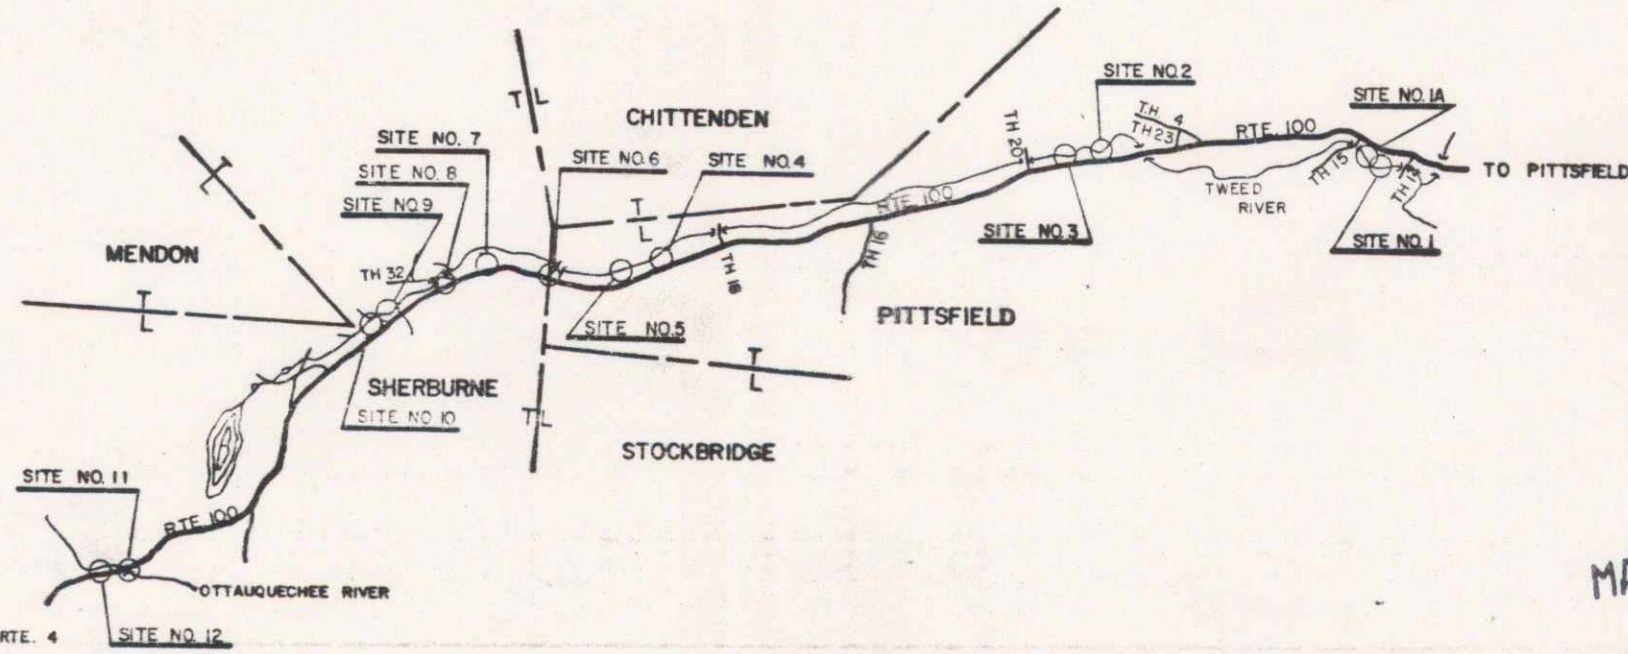 SITE NO.2
SITE NO.1A
T L
CHITTENDEN
T.H. 4
TH 23
RTE. 100
SITE NO. 7
TH 20
SITE NO.6
SITE NO.4
SITE NO. 8
T
L
TO PITTSFIELD
TH 15
TWEED
RIVER
RTE. 100
SITE NO.9
T
L
SITE NO.3
SITE NO.1
MENDON
TH 32
TH 18
TH 16
T
L
PITTSFIELD
SITE NO.5
T
L
SHERBURNE
SITE NO. 10
T L
STOCKBRIDGE
SITE NO. 11
RTE. 100
OTTAUQUECHEE RIVER
RTE. 4
SITE NO. 12